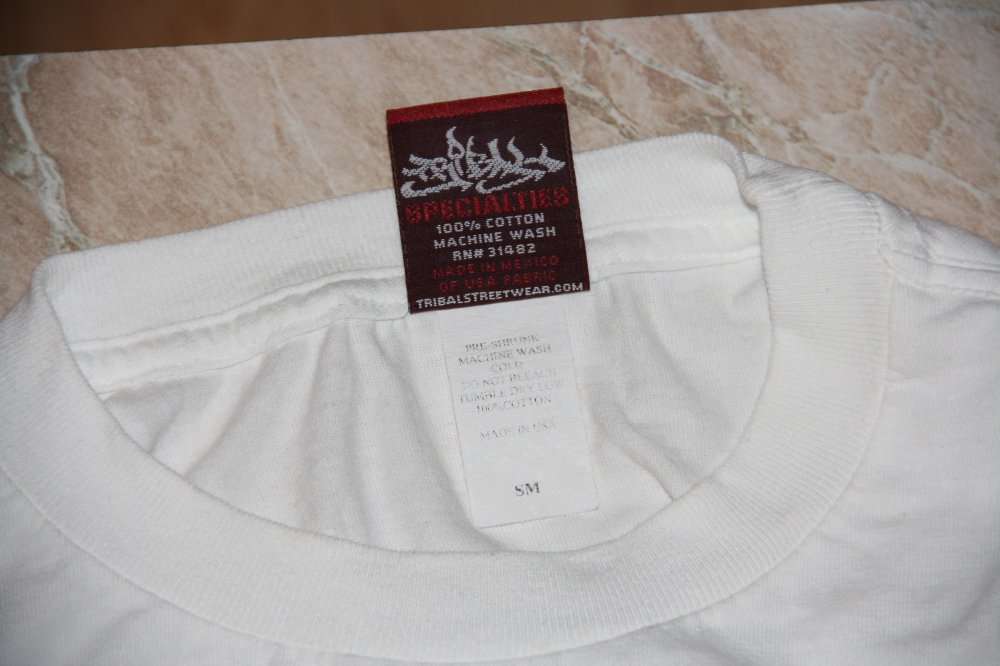 TRIBAL
SPECIALTIES
100% COTTON
MACHINE WASH
RN# 31482
MADE IN MEXICO
OF USA FABRIC
TRIBALSTREETWEAR.COM
PRE-SHRUNK
MACHINE WASH
COLD
DO NOT BLEACH
TUMBLE DRY LOW
100% COTTON
MADE IN USA
SM